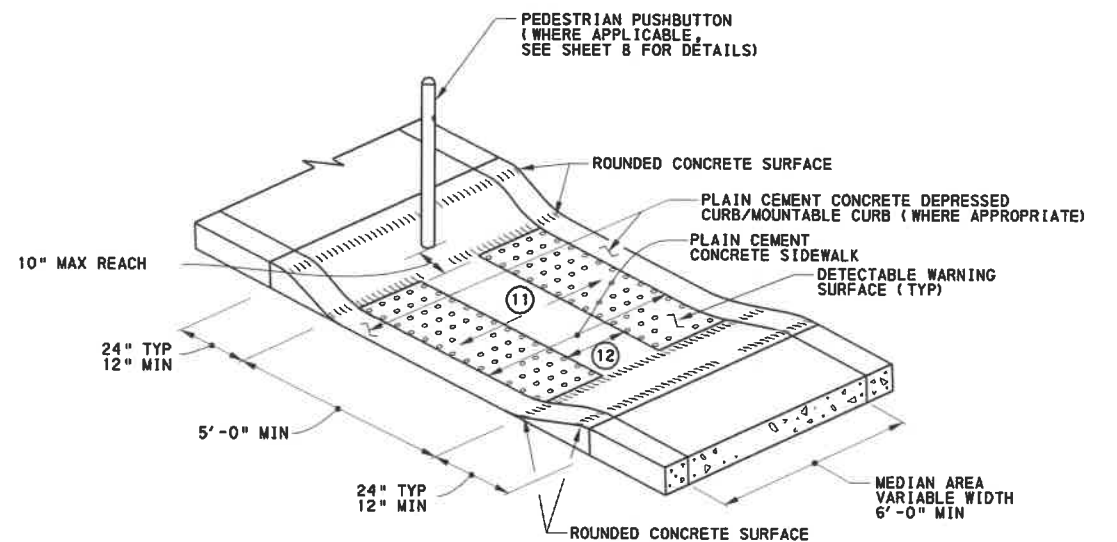 PEDESTRIAN PUSHBUTTON
(WHERE APPLICABLE,
SEE SHEET 8 FOR DETAILS)
ROUNDED CONCRETE SURFACE
PLAIN CEMENT CONCRETE DEPRESSED
CURB/MOUNTABLE CURB (WHERE APPROPRIATE)
PLAIN CEMENT
CONCRETE SIDEWALK
DETECTABLE WARNING
SURFACE (TYP)
10" MAX REACH
11
12
24" TYP
12" MIN
5'-0" MIN
24" TYP
12" MIN
MEDIAN AREA
VARIABLE WIDTH
6'-0" MIN
ROUNDED CONCRETE SURFACE